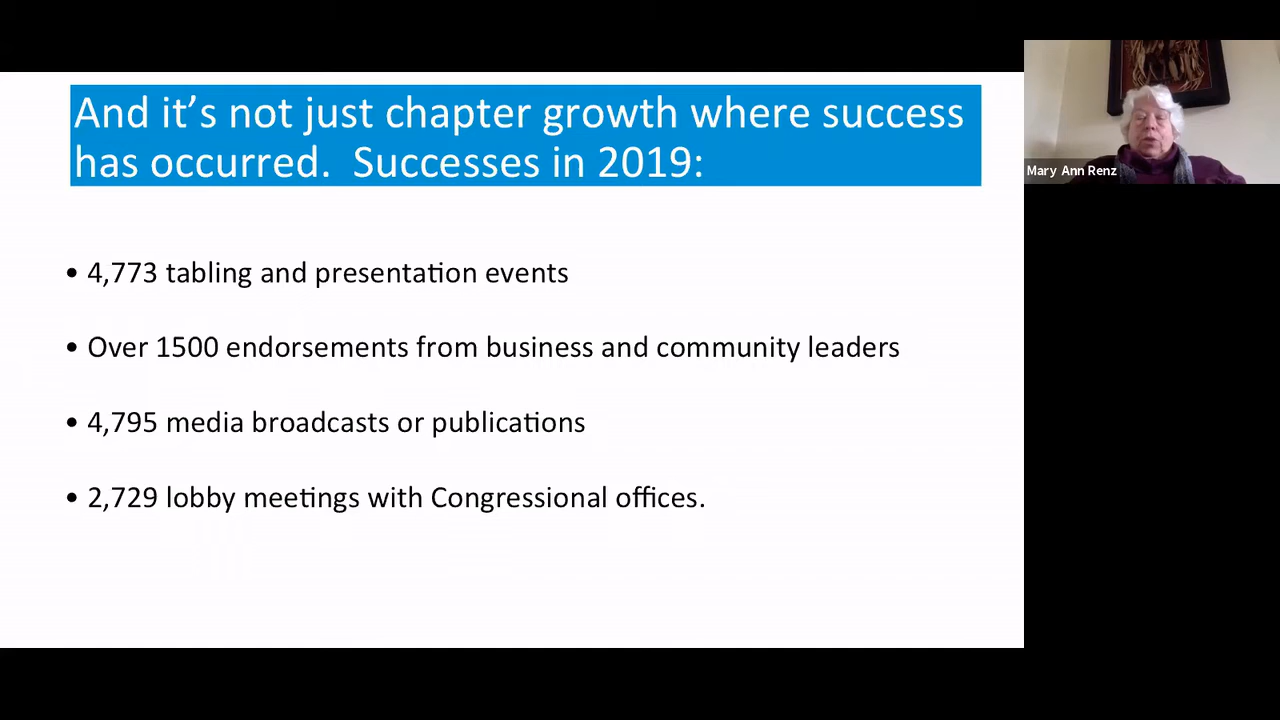 And it’s not just chapter growth where success
has occurred.  Successes in 2019:
• 4,773 tabling and presentation events
• Over 1500 endorsements from business and community leaders
• 4,795 media broadcasts or publications
• 2,729 lobby meetings with Congressional offices.
Mary Ann Renz